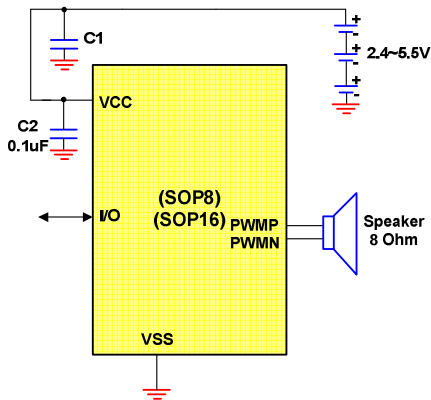 C1
+
-
+
-
+
-
2.4~5.5V
VCC
C2
0.1uF
(SOP8)
(SOP16)
I/O
PWMP
PWMN
Speaker
8 Ohm
VSS